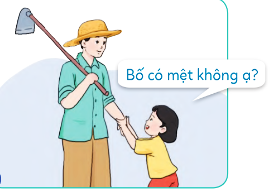 Bố có mệt không ạ?